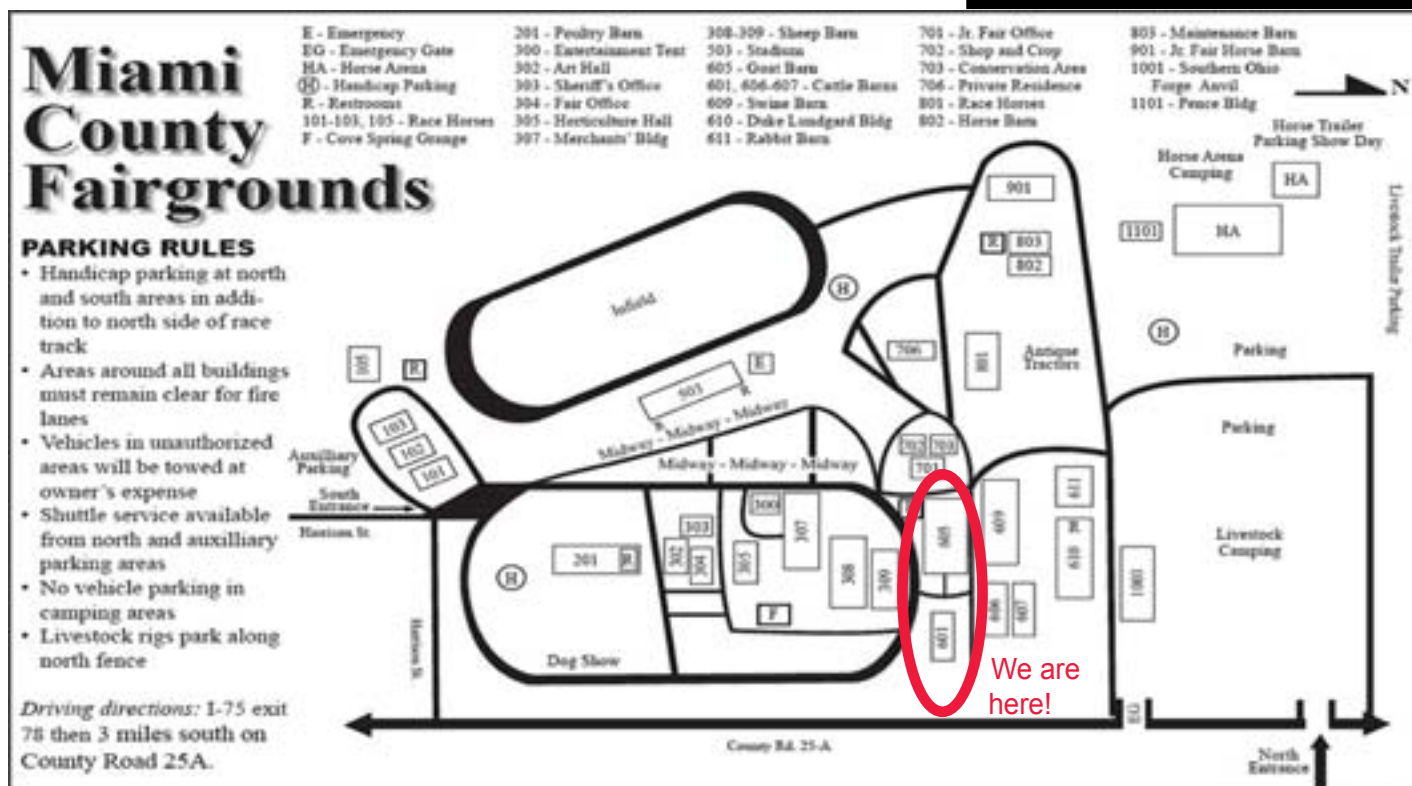 Miami
County
Fairgrounds
E - Emergency
EG - Emergency Gate
HA - Horse Arena
(H) - Handicap Parking
R - Restrooms
101-103, 105 - Race Horses
F - Cove Spring Grange
201 - Poultry Barn
300 - Entertainment Tent
302 - Art Hall
303 - Sheriff's Office
304 - Fair Office
305 - Horticulture Hall
307 - Merchants' Bldg
308-309 - Sheep Barn
503 - Stadium
605 - Goat Barn
601, 606-607 - Cattle Barns
609 - Swine Barn
610 - Duke Lundgard Bldg
611 - Rabbit Barn
701 - Jr. Fair Office
702 - Shop and Crop
703 - Conservation Area
706 - Private Residence
801 - Race Horses
802 - Horse Barn
803 - Maintenance Barn
901 - Jr. Fair Horse Barn
1001 - Southern Ohio
Forge Anvil
1101 - Pence Bldg
N
PARKING RULES
• Handicap parking at north
and south areas in addi-
tion to north side of race
track
• Areas around all buildings
must remain clear for fire
lanes
• Vehicles in unauthorized
areas will be towed at
owner's expense
• Shuttle service available
from north and auxilliary
parking areas
• No vehicle parking in
camping areas
• Livestock rigs park along
north fence
Driving directions: I-75 exit
78 then 3 miles south on
County Road 25A.
Horse Trailer
Parking Show Day
Horse Arena
Camping
HA
HA
1101
Livestock Trailer Parking
901
R
803
802
H
Infield
H
Parking
706
801
Antique
Tractors
105
R
E
503
R
R
Midway - Midway - Midway
Midway - Midway - Midway
103
102
101
Auxilliary
Parking
South
Entrance
Harrison St.
Harrison St.
702
703
701
Parking
611
609
605
R
610
300
307
303
302
304
305
308
309
201
R
H
F
Dog Show
606
607
601
1001
Livestock
Camping
We are
here!
EG
County Rd. 25-A
North
Entrance